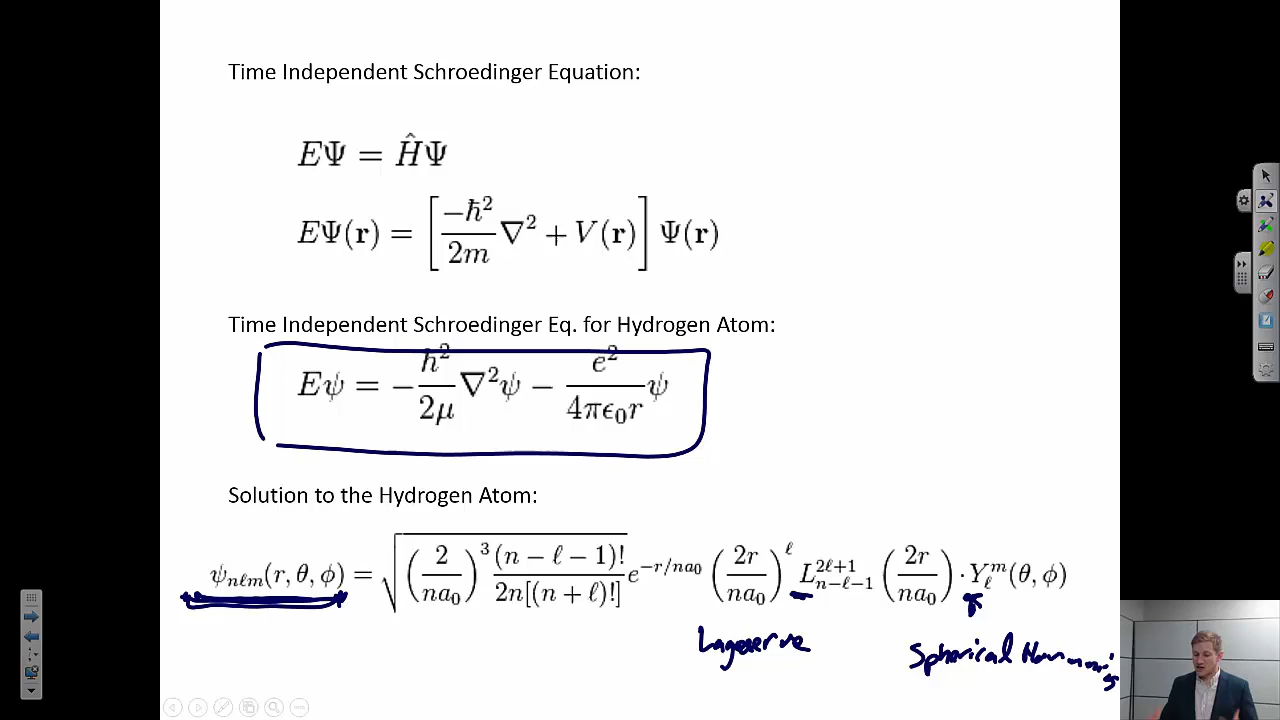 Time Independent Schroedinger Equation:
EΨ = ĤΨ
EΨ(r) = [−ħ²/2m ∇² + V(r)] Ψ(r)
Time Independent Schroedinger Eq. for Hydrogen Atom:
Eψ = −ħ²/2μ ∇²ψ − e²/4πϵ₀r ψ
Solution to the Hydrogen Atom:
ψnℓm(r, θ, ϕ) = √((2/na₀)³ (n − ℓ − 1)!/2n[(n + ℓ)!]) e^(−r/na₀) (2r/na₀)^ℓ L_(n−ℓ−1)^(2ℓ+1) (2r/na₀) · Y_ℓ^m(θ, ϕ)
Spherical